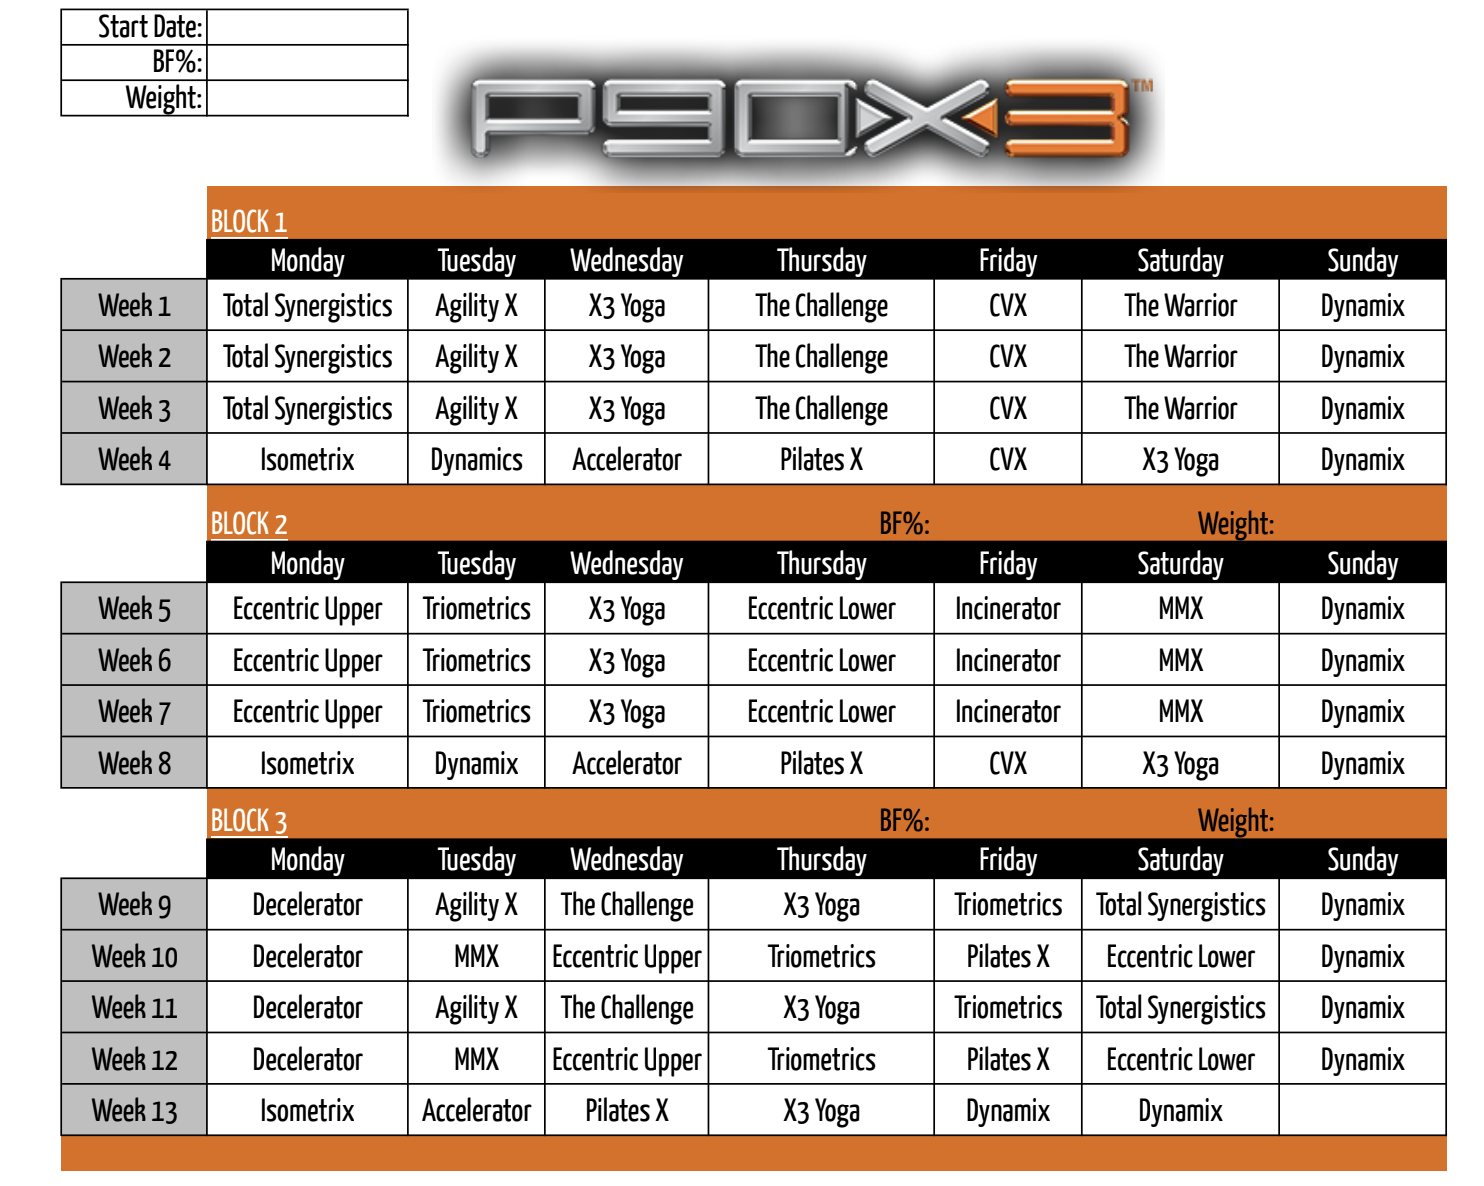 Start Date:
BF%:
Weight:
P90X3™
BLOCK 1
Monday Tuesday Wednesday Thursday Friday Saturday Sunday
Week 1 Total Synergistics Agility X X3 Yoga The Challenge CVX The Warrior Dynamix
Week 2 Total Synergistics Agility X X3 Yoga The Challenge CVX The Warrior Dynamix
Week 3 Total Synergistics Agility X X3 Yoga The Challenge CVX The Warrior Dynamix
Week 4 Isometrix Dynamics Accelerator Pilates X CVX X3 Yoga Dynamix
BLOCK 2 BF%: Weight:
Monday Tuesday Wednesday Thursday Friday Saturday Sunday
Week 5 Eccentric Upper Triometrics X3 Yoga Eccentric Lower Incinerator MMX Dynamix
Week 6 Eccentric Upper Triometrics X3 Yoga Eccentric Lower Incinerator MMX Dynamix
Week 7 Eccentric Upper Triometrics X3 Yoga Eccentric Lower Incinerator MMX Dynamix
Week 8 Isometrix Dynamix Accelerator Pilates X CVX X3 Yoga Dynamix
BLOCK 3 BF%: Weight:
Monday Tuesday Wednesday Thursday Friday Saturday Sunday
Week 9 Decelerator Agility X The Challenge X3 Yoga Triometrics Total Synergistics Dynamix
Week 10 Decelerator MMX Eccentric Upper Triometrics Pilates X Eccentric Lower Dynamix
Week 11 Decelerator Agility X The Challenge X3 Yoga Triometrics Total Synergistics Dynamix
Week 12 Decelerator MMX Eccentric Upper Triometrics Pilates X Eccentric Lower Dynamix
Week 13 Isometrix Accelerator Pilates X X3 Yoga Dynamix Dynamix